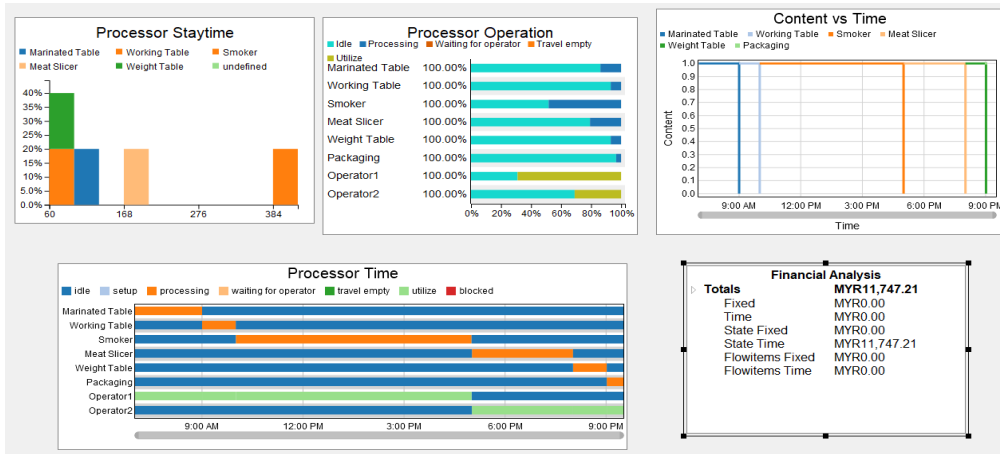 Processor Staytime
Marinated Table Working Table Smoker
Meat Slicer Weight Table undefined
40%
35%
30%
25%
20%
15%
10%
5.0%
0.0%
60 168 276 384
Processor Operation
Idle Processing Waiting for operator Travel empty
Utilize
Marinated Table 100.00%
Working Table 100.00%
Smoker 100.00%
Meat Slicer 100.00%
Weight Table 100.00%
Packaging 100.00%
Operator1 100.00%
Operator2 100.00%
0% 20% 40% 60% 80% 100%
Content vs Time
Marinated Table Working Table Smoker Meat Slicer
Weight Table Packaging
Content
1.0
0.9
0.8
0.7
0.6
0.5
0.4
0.3
0.2
0.1
0.0
9:00 AM 12:00 PM 3:00 PM 6:00 PM 9:00 PM
Time
Processor Time
idle setup processing waiting for operator travel empty utilize blocked
Marinated Table
Working Table
Smoker
Meat Slicer
Weight Table
Packaging
Operator1
Operator2
9:00 AM 12:00 PM 3:00 PM 6:00 PM 9:00 PM
Financial Analysis
Totals MYR11,747.21
Fixed MYR0.00
Time MYR0.00
State Fixed MYR0.00
State Time MYR11,747.21
Flowitems Fixed MYR0.00
Flowitems Time MYR0.00